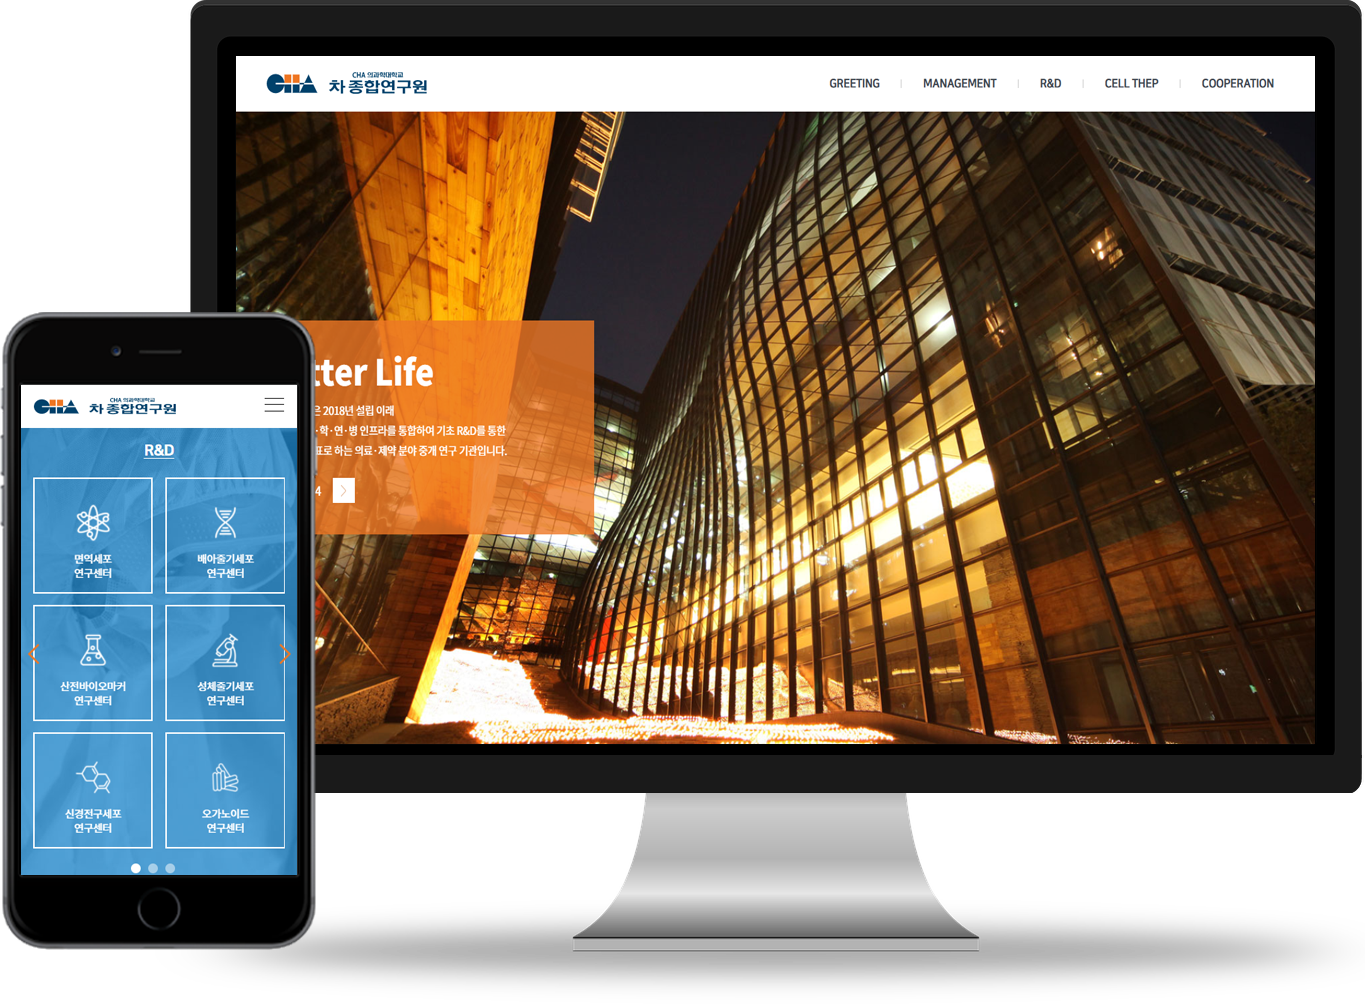 CHA 의과학대학교
CHA 차 종합연구원
GREETING
MANAGEMENT
R&D
CELL THEP
COOPERATION
tter Life
은 2018년 설립 이래
·학·연·병 인프라를 통합하여 기초 R&D를 통한
표로 하는 의료·제약 분야 중개 연구 기관입니다.
4
CHA 의과학대학교
CHA 차 종합연구원
R&D
면역세포
연구센터
배아줄기세포
연구센터
산전바이오마커
연구센터
성체줄기세포
연구센터
신경전구세포
연구센터
오가노이드
연구센터